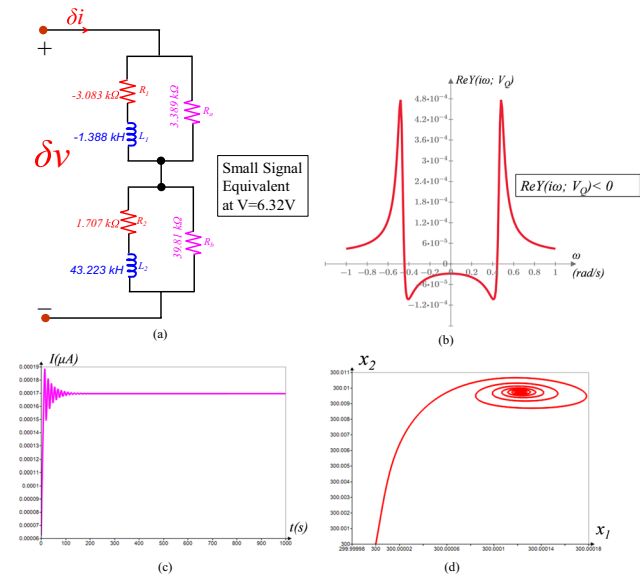 δi
+
-3.083 kΩ R₁
3.389 kΩ Rₐ
-1.388 kH L₁
δv
Small Signal
Equivalent
at V=6.32V
1.707 kΩ R₂
39.81 kΩ R_b
43.223 kH L₂
−
(a)
ReY(iω; V_Q)
4.8•10⁻⁴
4.1•10⁻⁴
3.4•10⁻⁴
2.6•10⁻⁴
1.9•10⁻⁴
1.2•10⁻⁴
6•10⁻⁵
0
-6•10⁻⁵
-1.2•10⁻⁴
ReY(iω; V_Q)< 0
-1 -0.8 -0.6 -0.4 -0.2 0 0.2 0.4 0.6 0.8 1
ω
(rad/s)
(b)
I(μA)
0.00019
0.00018
0.00017
0.00016
0.00015
0.00014
0.00013
0.00012
0.00011
0.0001
0.00009
0.00008
0.00007
0.00006
0 100 200 300 400 500 600 700 800 900 1000
t(s)
(c)
x₂
300.011
300.01
300.009
300.008
300.007
300.006
300.005
300.004
300.003
300.002
300.001
300
299.99998 300 300.00002 300.00006 300.0001 300.00014 300.00018
x₁
(d)